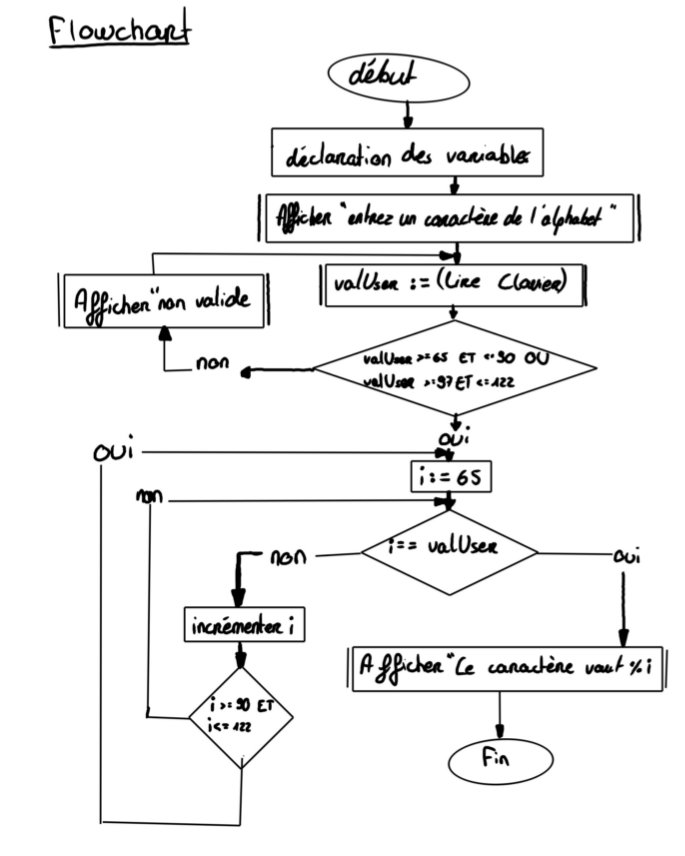 Flowchart
début
déclaration des variables
Afficher "entrez un caractère de l'alphabet"
valUser := (Lire Clavier)
Afficher "non valide
valUser >=65 ET <=90 OU
valUser >=97 ET <=122
non
oui
oui
i := 65
non
i == valUser
non
oui
incrémenter i
Afficher "Le caractère vaut %i
i >= 90 ET
i <= 122
Fin